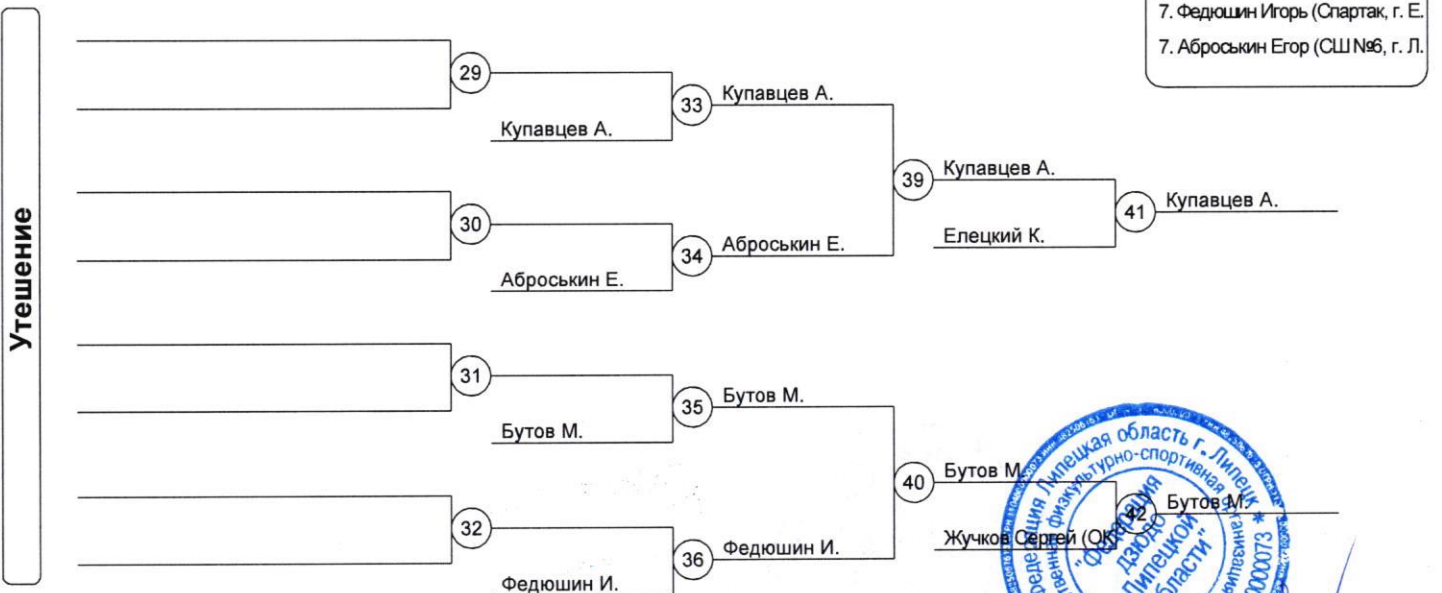 7. Федюшин Игорь (Спартак, г. Е.
7. Аброськин Егор (СШ №6, г. Л.
Утешение
29
Купавцев А.
33
Купавцев А.
30
Аброськин Е.
34
Аброськин Е.
39
Купавцев А.
Елецкий К.
41
Купавцев А.
31
Бутов М.
35
Бутов М.
32
Федюшин И.
36
Федюшин И.
40
Бутов М.
Жучков Сергей (ОК
42
Бутов М.
Липецкая область г. Липецк *
физкультурно-спортивная
"Федерация
дзюдо
Липецкой
области"